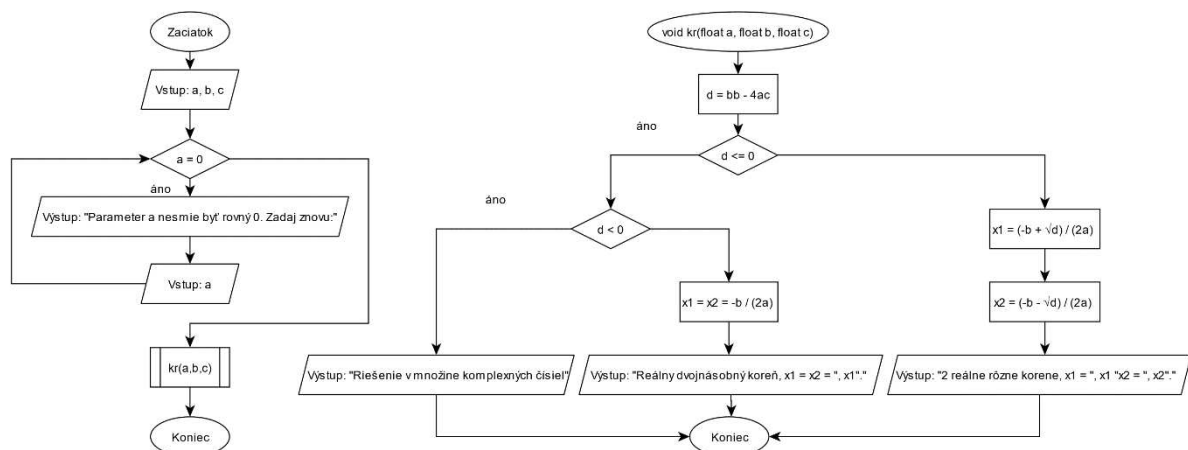 Zaciatok
Vstup: a, b, c
a = 0
áno
Výstup: "Parameter a nesmie byť rovný 0. Zadaj znovu:"
Vstup: a
kr(a,b,c)
Koniec
void kr(float a, float b, float c)
d = bb - 4ac
áno
d <= 0
áno
d < 0
x1 = x2 = -b / (2a)
x1 = (-b + √d) / (2a)
x2 = (-b - √d) / (2a)
Výstup: "Riešenie v množine komplexných čísiel"
Výstup: "Reálny dvojnásobný koreň, x1 = x2 = ", x1"."
Výstup: "2 reálne rôzne korene, x1 = ", x1 "x2 = ", x2"."
Koniec